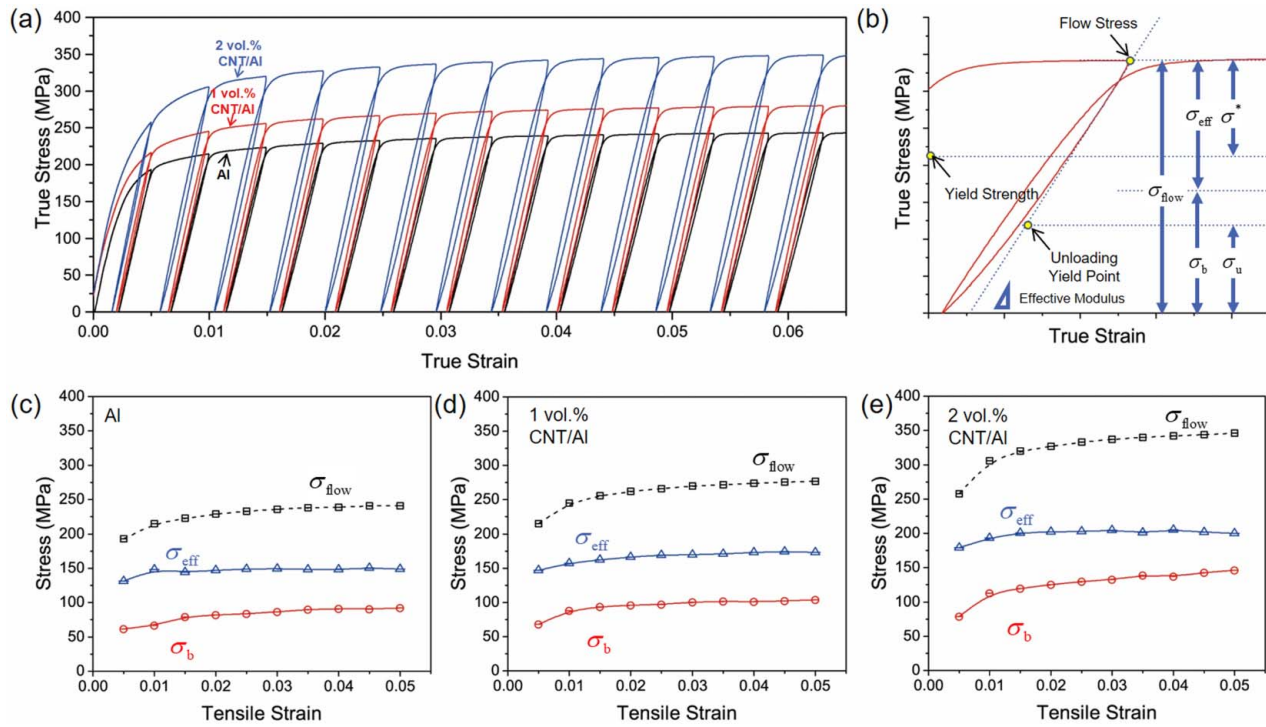 (a)
400
350
300
250
200
150
100
50
0
True Stress (MPa)
2 vol.%
CNT/Al
1 vol.%
CNT/Al
Al
0.00 0.01 0.02 0.03 0.04 0.05 0.06
True Strain
(b)
Flow Stress
True Stress (MPa)
Yield Strength
Unloading
Yield Point
Effective Modulus
σflow
σeff
σ*
σb
σu
True Strain
(c)
Al
400
350
300
250
200
150
100
50
0
Stress (MPa)
σflow
σeff
σb
0.00 0.01 0.02 0.03 0.04 0.05
Tensile Strain
(d)
1 vol.%
CNT/Al
400
350
300
250
200
150
100
50
0
Stress (MPa)
σflow
σeff
σb
0.00 0.01 0.02 0.03 0.04 0.05
Tensile Strain
(e)
2 vol.%
CNT/Al
400
350
300
250
200
150
100
50
0
Stress (MPa)
σflow
σeff
σb
0.00 0.01 0.02 0.03 0.04 0.05
Tensile Strain